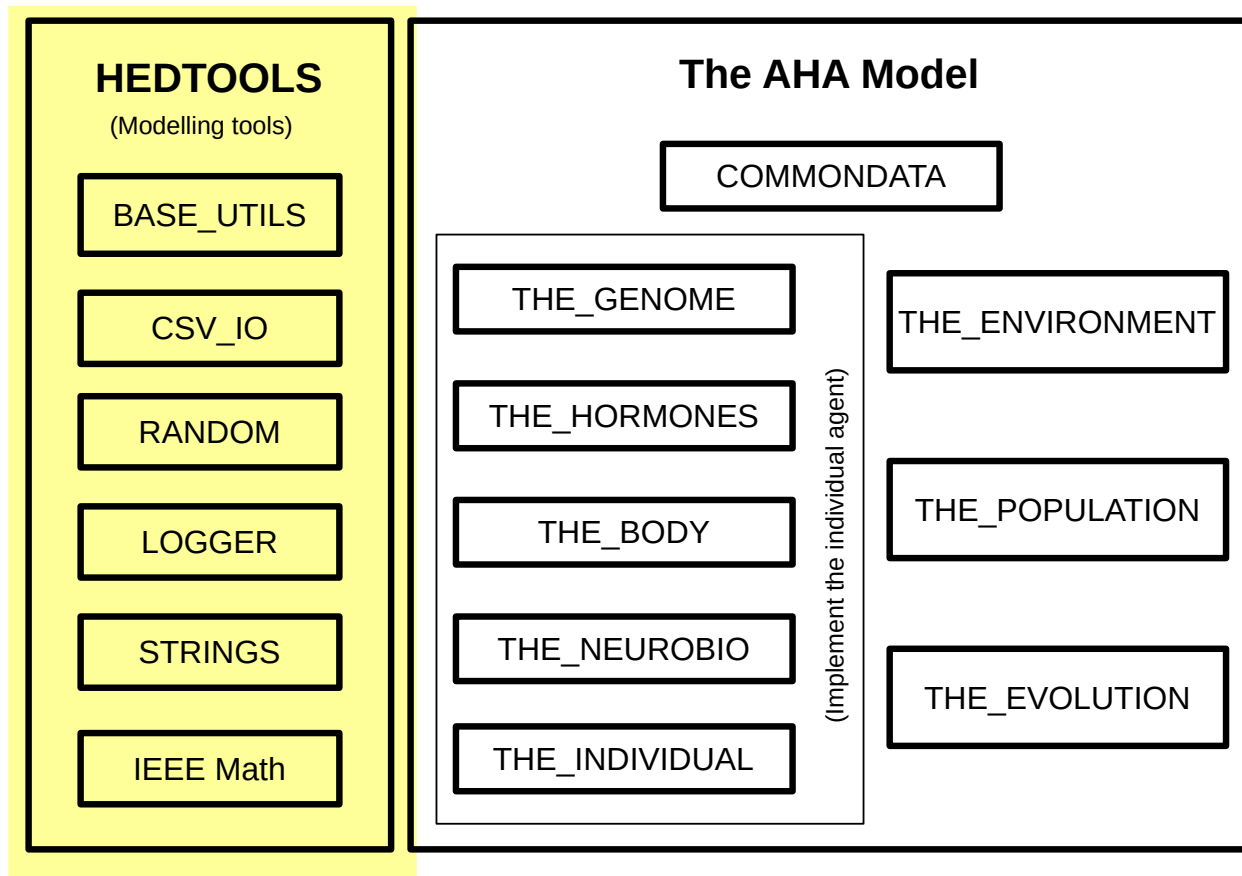 HEDTOOLS
(Modelling tools)
BASE_UTILS
CSV_IO
RANDOM
LOGGER
STRINGS
IEEE Math
The AHA Model
COMMONDATA
THE_GENOME
THE_HORMONES
THE_BODY
THE_NEUROBIO
THE_INDIVIDUAL
(Implement the individual agent)
THE_ENVIRONMENT
THE_POPULATION
THE_EVOLUTION